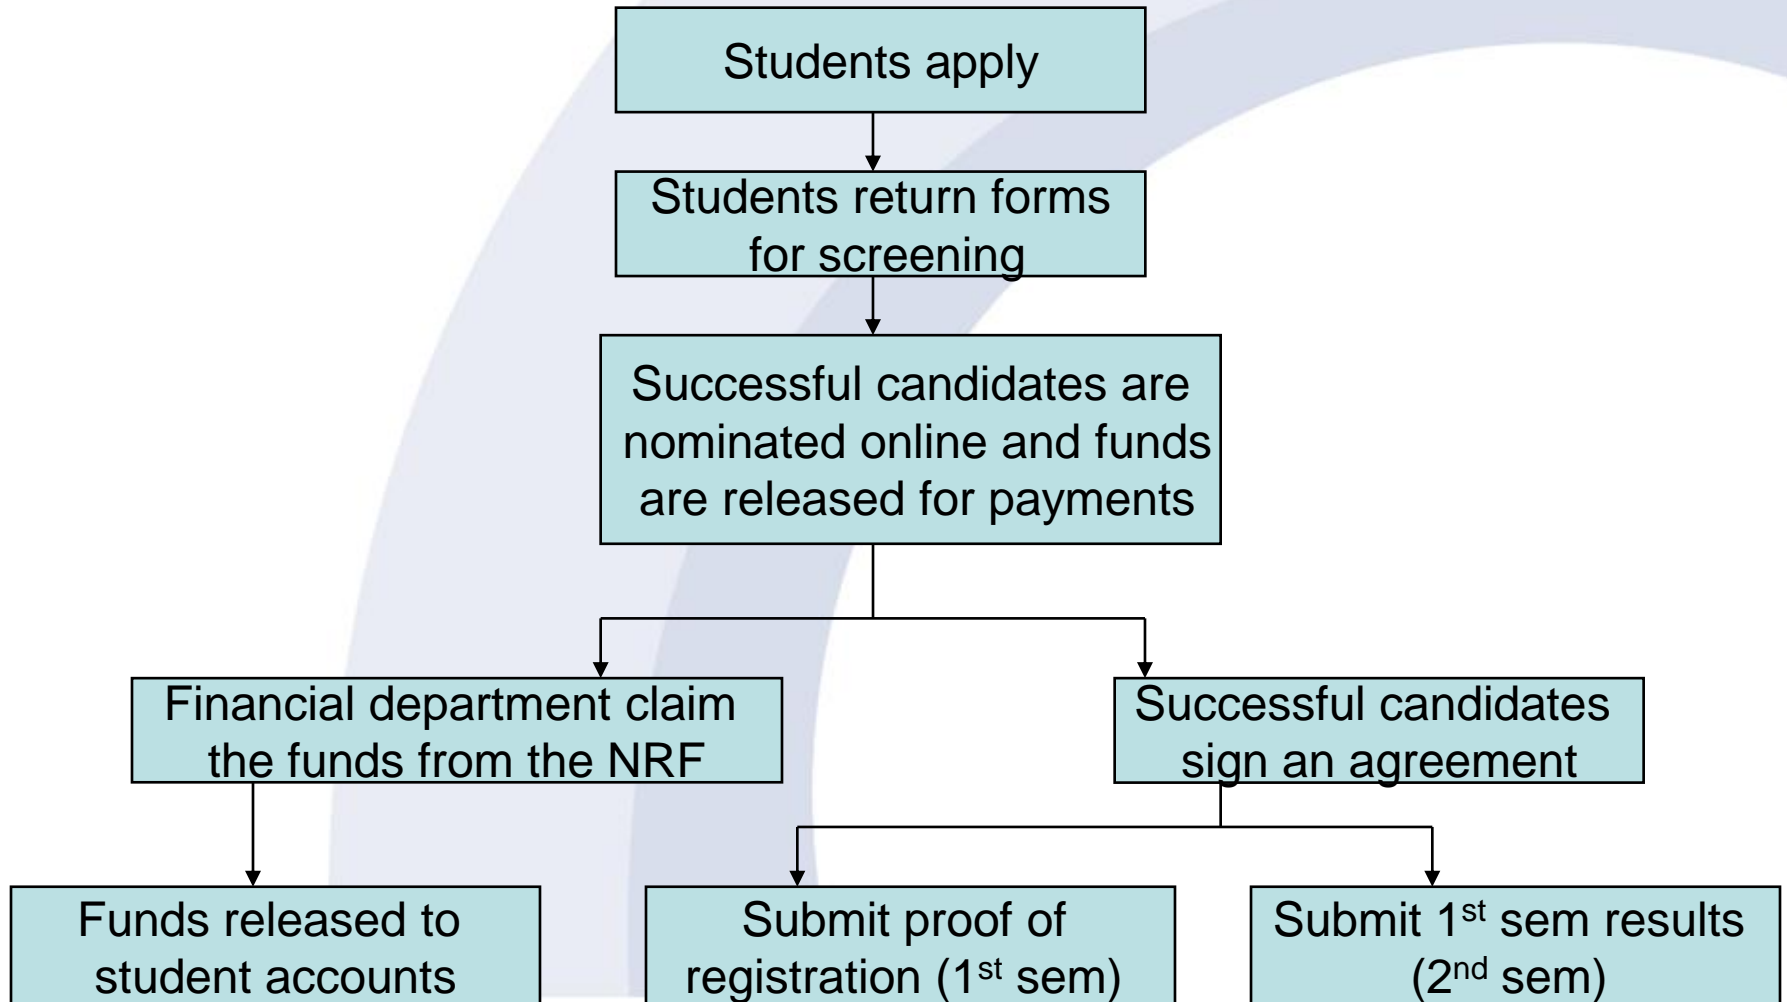 Students apply
Students return forms
for screening
Successful candidates are
nominated online and funds
are released for payments
Financial department claim
the funds from the NRF
Successful candidates
sign an agreement
Funds released to
student accounts
Submit proof of
registration (1st sem)
Submit 1st sem results
(2nd sem)